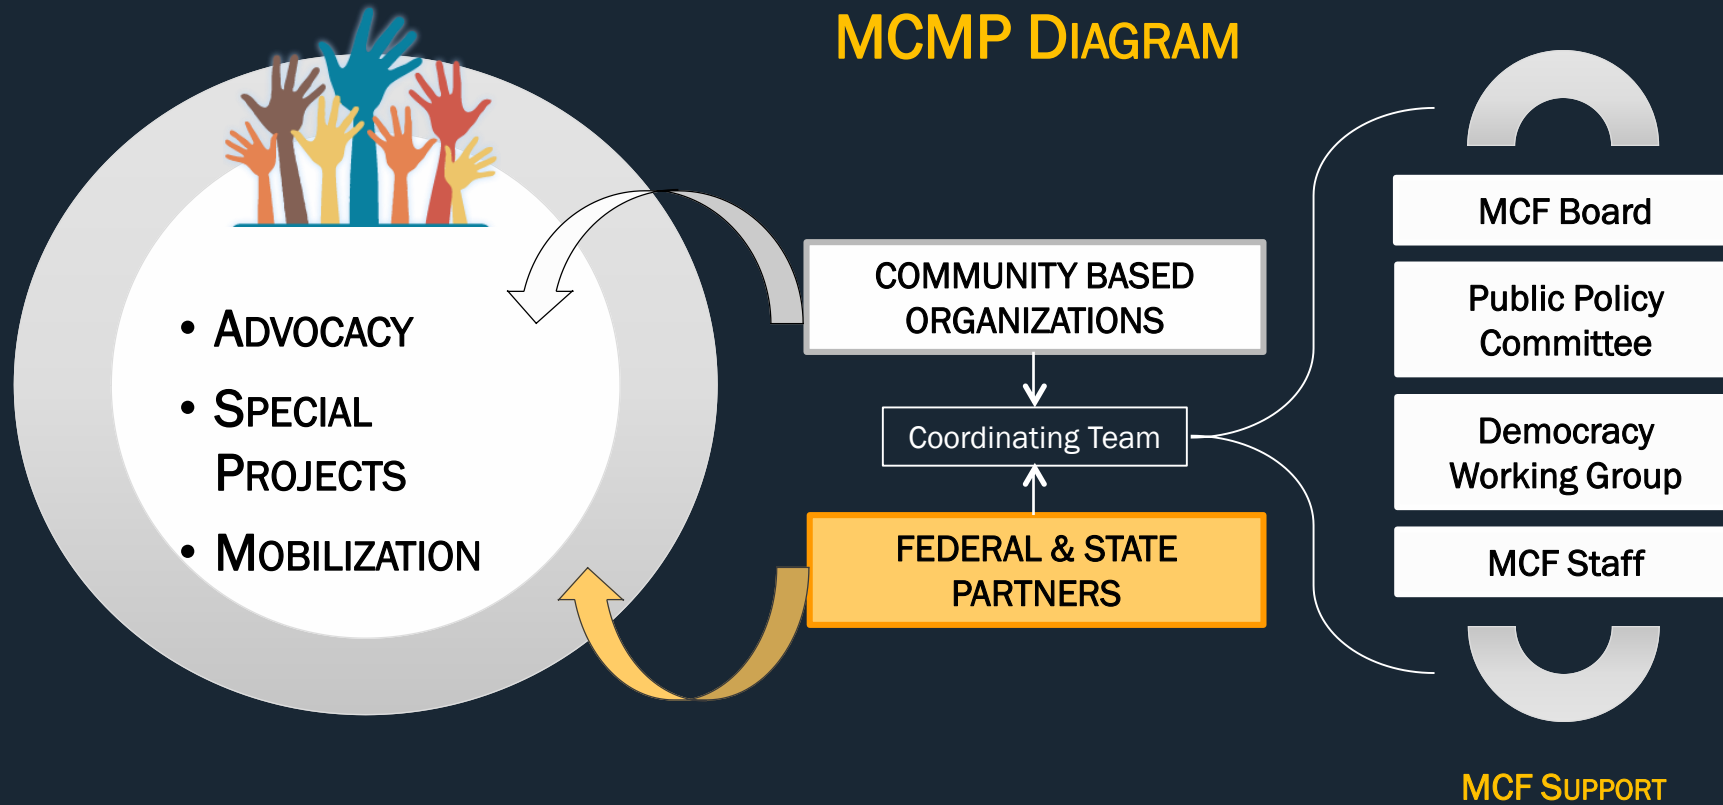 MCMP DIAGRAM
• ADVOCACY
• SPECIAL
PROJECTS
• MOBILIZATION
COMMUNITY BASED
ORGANIZATIONS
Coordinating Team
FEDERAL & STATE
PARTNERS
MCF Board
Public Policy
Committee
Democracy
Working Group
MCF Staff
MCF SUPPORT